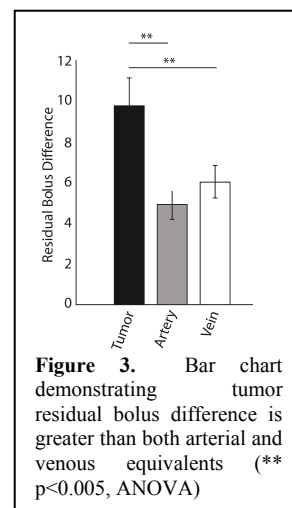 **
**
12
10
8
6
4
2
0
Residual Bolus Difference
Tumor
Artery
Vein
Figure 3. Bar chart
demonstrating tumor
residual bolus difference is
greater than both arterial and
venous equivalents (**
p<0.005, ANOVA)